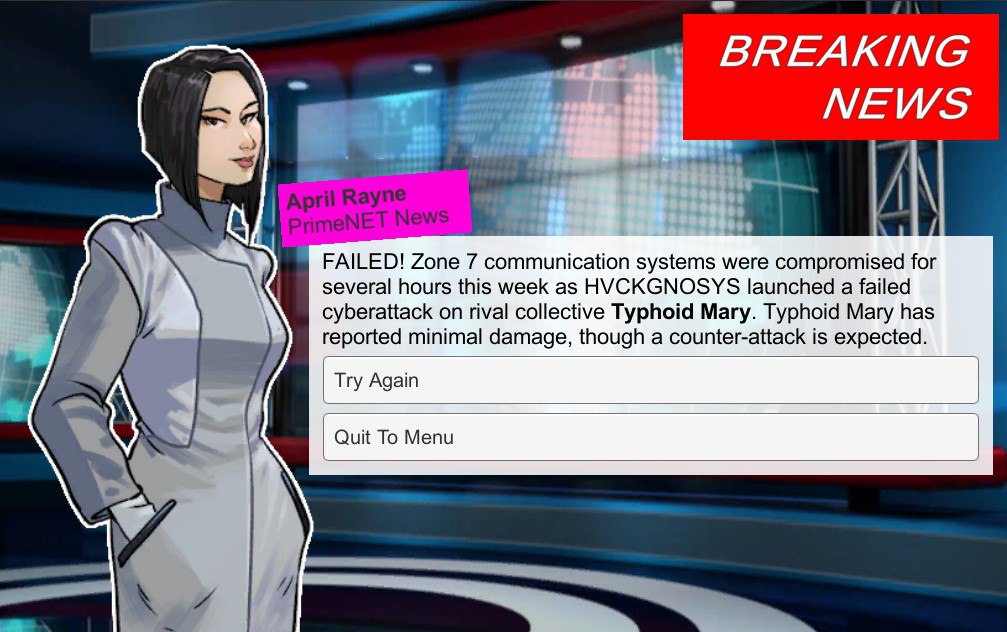 BREAKING
NEWS
April Rayne
PrimeNET News
FAILED! Zone 7 communication systems were compromised for
several hours this week as HVCKGNOSYS launched a failed
cyberattack on rival collective Typhoid Mary. Typhoid Mary has
reported minimal damage, though a counter-attack is expected.
Try Again
Quit To Menu